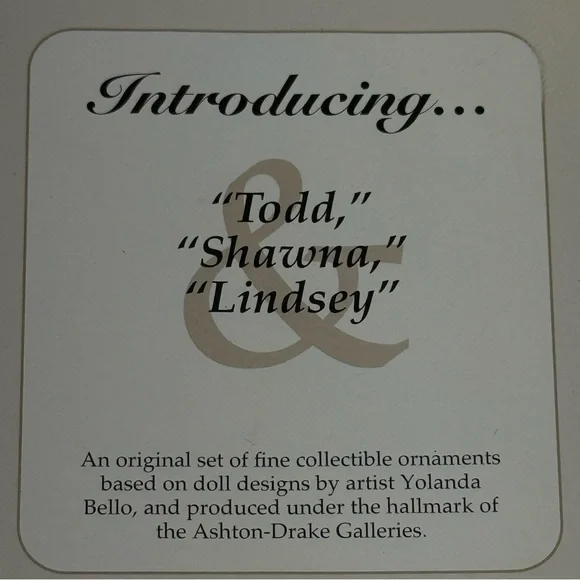 Introducing...
&
"Todd,"
"Shawna,"
"Lindsey"
An original set of fine collectible ornaments
based on doll designs by artist Yolanda
Bello, and produced under the hallmark of
the Ashton-Drake Galleries.